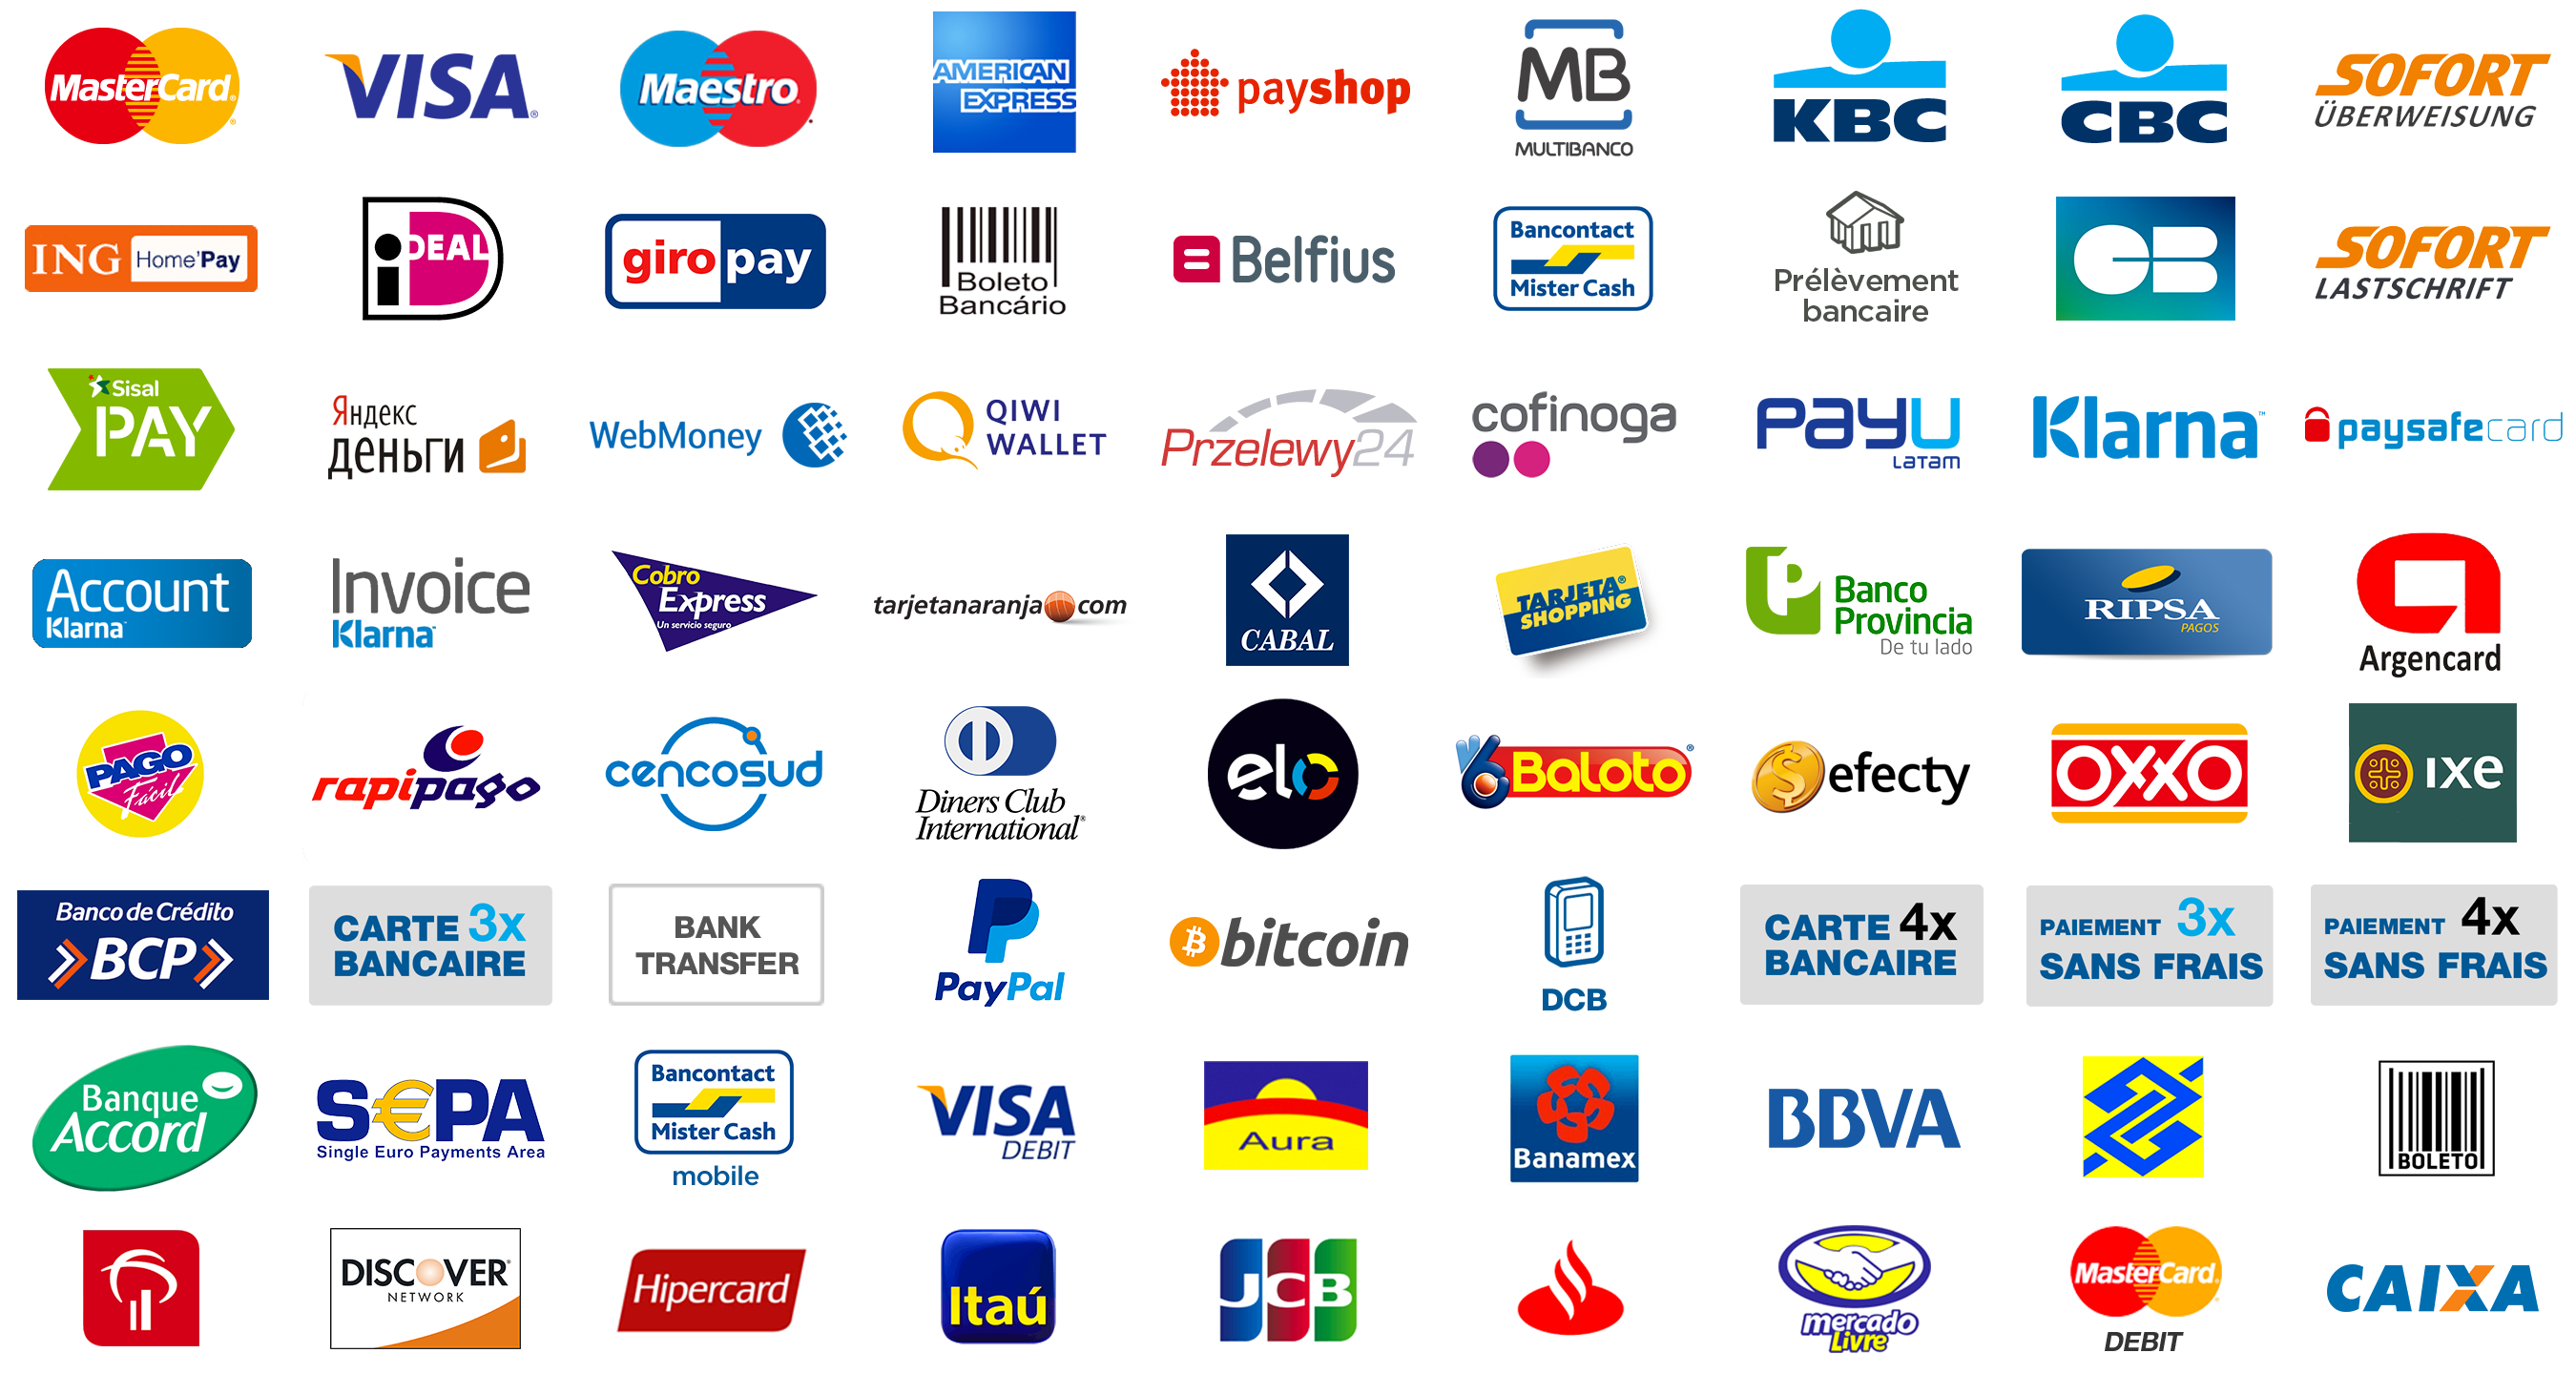 MasterCard®
VISA®
Maestro®
AMERICAN
EXPRESS
payshop
MB
MULTIBANCO
KBC
CBC
SOFORT
ÜBERWEISUNG
ING Home'Pay
iDEAL
giropay
Boleto
Bancário
Belfius
Bancontact
Mister Cash
Prélèvement
bancaire
CB
SOFORT
LASTSCHRIFT
Sisal
PAY
Яндекс
деньги
WebMoney
QIWI
WALLET
Przelewy24
cofinoga
PayU
LATAM
Klarna™
paysafecard
Account
Klarna
Invoice
Klarna
Cobro
Express
Un servicio seguro
tarjetanaranja.com
CABAL
TARJETA®
SHOPPING
Banco
Provincia
De tu lado
RIPSA
PAGOS
Argencard
PAGO
Fácil
rapipago
cencosud
Diners Club
International®
elo
Baloto®
efecty
OXXO
ixe
Banco de Crédito
BCP
CARTE 3x
BANCAIRE
BANK
TRANSFER
PayPal
bitcoin
DCB
CARTE 4x
BANCAIRE
PAIEMENT 3x
SANS FRAIS
PAIEMENT 4x
SANS FRAIS
Banque
Accord
S€PA
Single Euro Payments Area
Bancontact
Mister Cash
mobile
VISA
DEBIT
Aura
Banamex
BBVA
BOLETO
DISCOVER®
NETWORK
Hipercard
Itaú
JCB
mercado
Livre
MasterCard
DEBIT
CAIXA